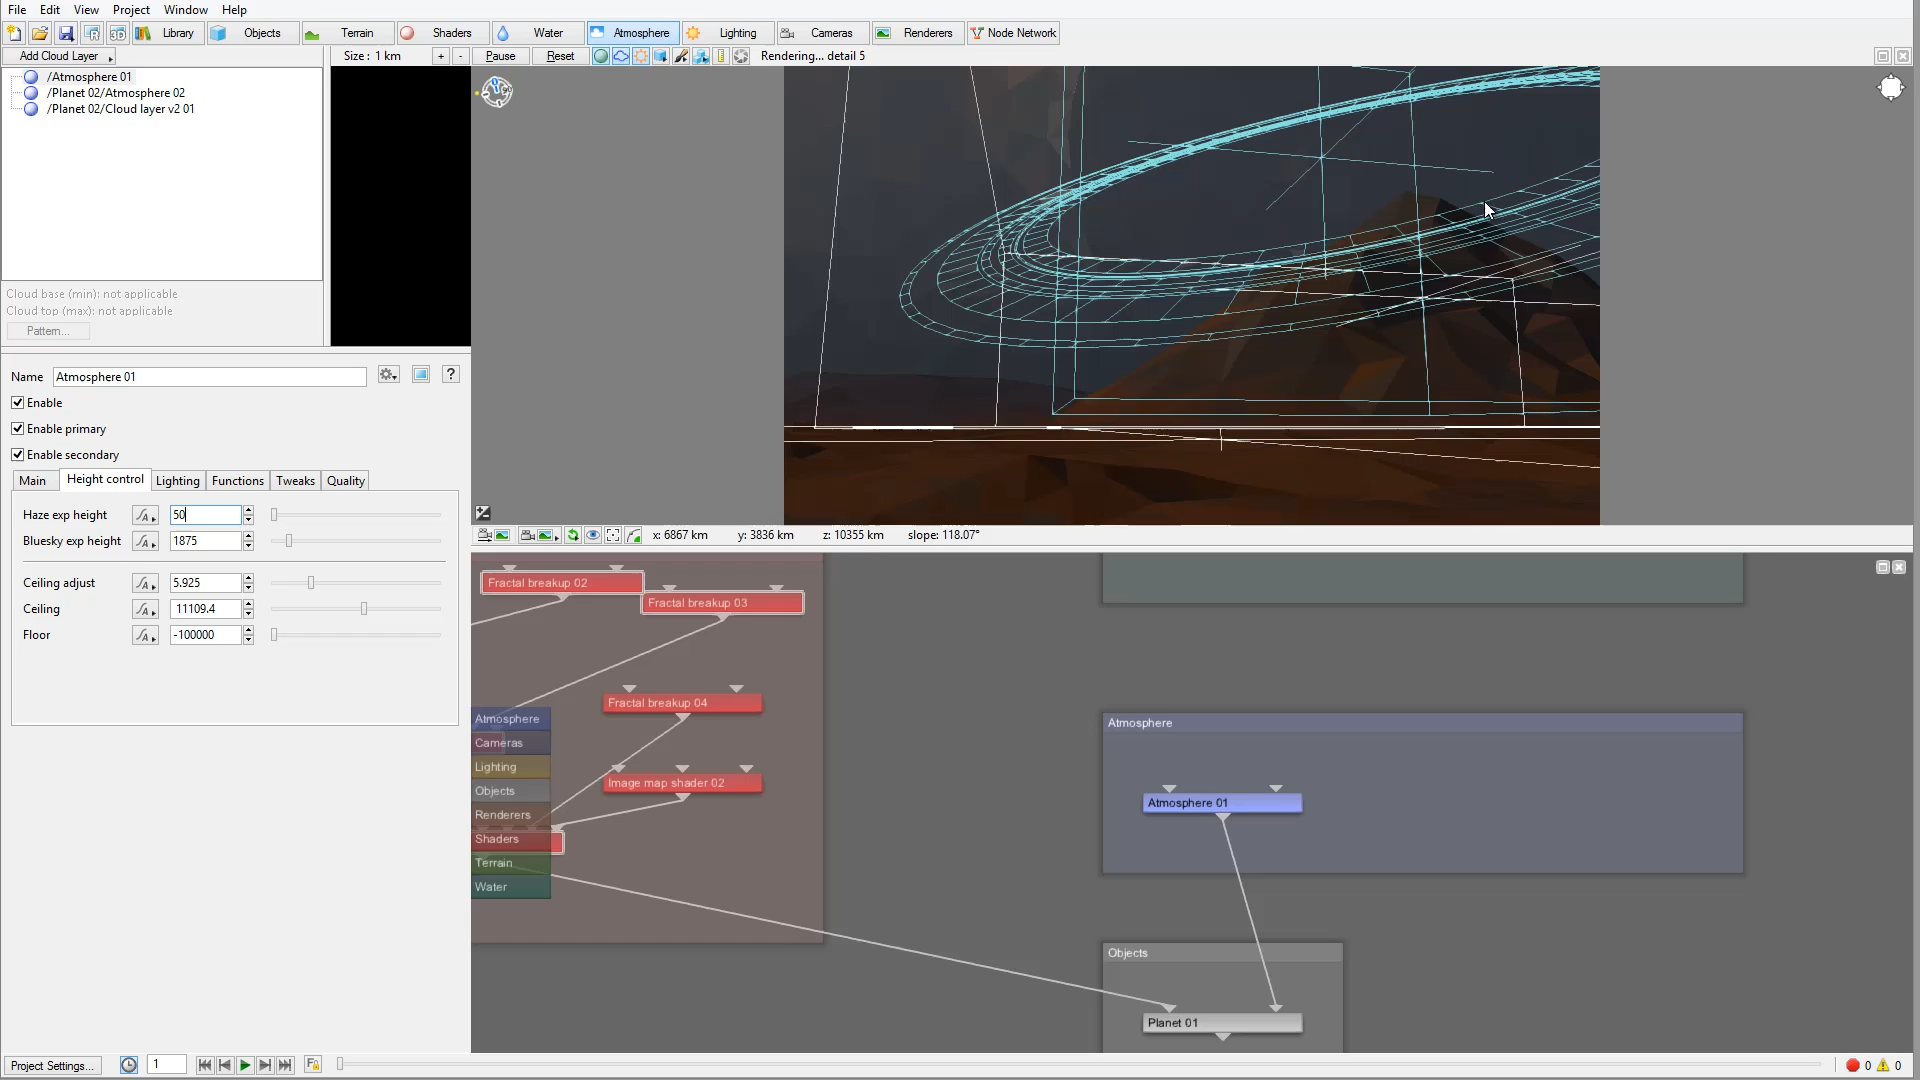 File Edit View Project Window Help
Library Objects Terrain Shaders Water Atmosphere Lighting Cameras Renderers Node Network
Add Cloud Layer Size: 1 km + - Pause Reset Rendering... detail 5
/Atmosphere 01
/Planet 02/Atmosphere 02
/Planet 02/Cloud layer v2 01
Cloud base (min): not applicable
Cloud top (max): not applicable
Pattern...
Name Atmosphere 01 ?
Enable
Enable primary
Enable secondary
Main Height control Lighting Functions Tweaks Quality
Haze exp height 50
Bluesky exp height 1875
Ceiling adjust 5.925
Ceiling 11109.4
Floor -100000
x: 6867 km y: 3836 km z: 10355 km slope: 118.07°
Fractal breakup 02
Fractal breakup 03
Fractal breakup 04
Image map shader 02
Atmosphere
Cameras
Lighting
Objects
Renderers
Shaders
Terrain
Water
Atmosphere
Atmosphere 01
Objects
Planet 01
Project Settings... 1 0 0